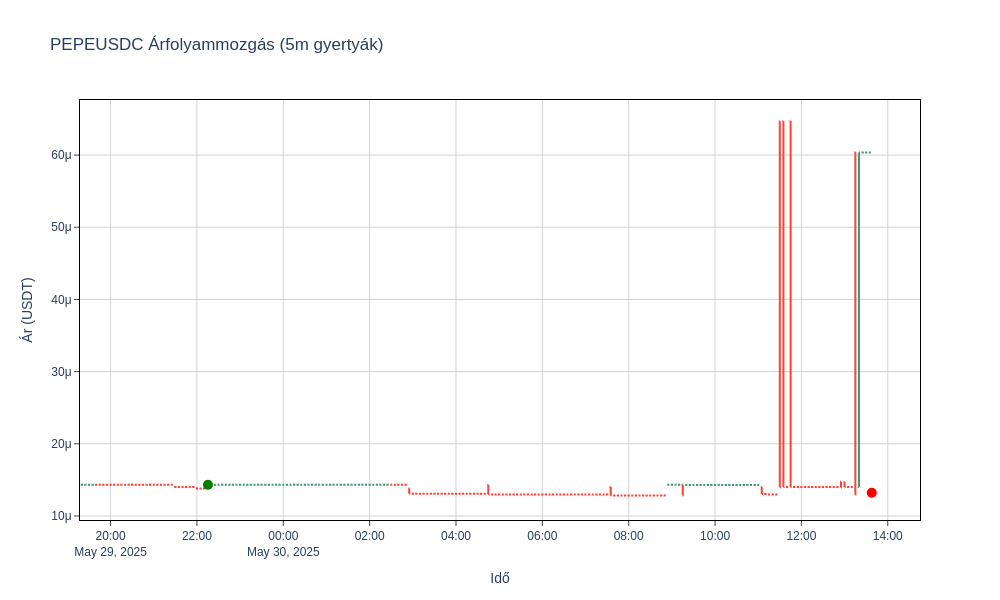 PEPEUSDC Árfolyammozgás (5m gyertyák)
60μ
50μ
40μ
30μ
20μ
10μ
Ár (USDT)
20:00 22:00 00:00 02:00 04:00 06:00 08:00 10:00 12:00 14:00
May 29, 2025 May 30, 2025
Idő